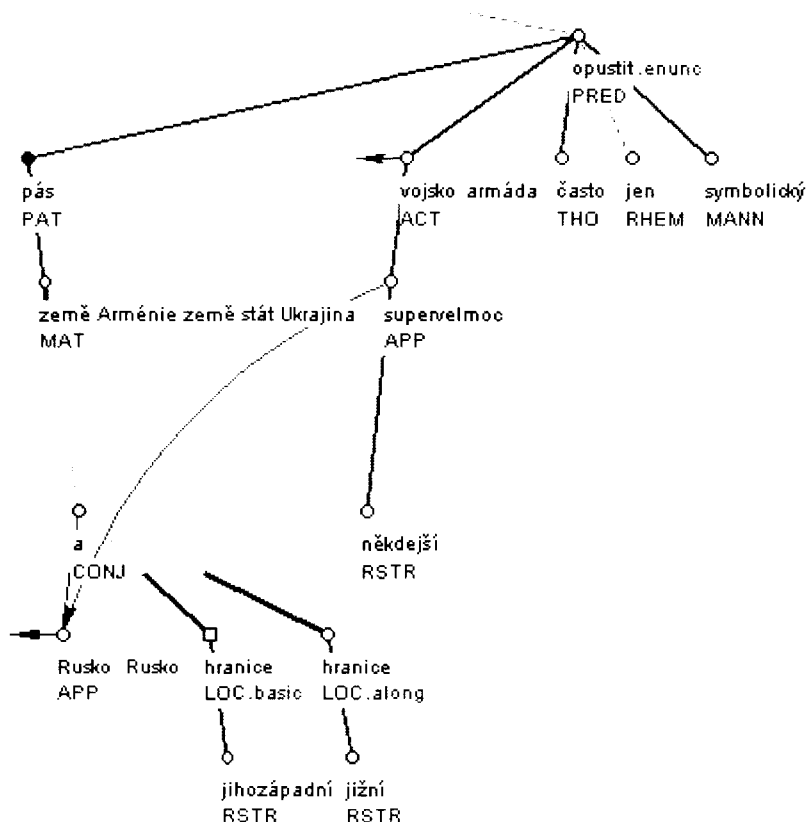 opustit.enunc
PRED
pás
PAT
vojsko armáda
ACT
často
THO
jen
RHEM
symbolický
MANN
země Arménie země stát Ukrajina
MAT
supervelmoc
APP
a
CONJ
někdejší
RSTR
Rusko Rusko
APP
hranice
LOC.basic
hranice
LOC.along
jihozápadní
RSTR
jižní
RSTR